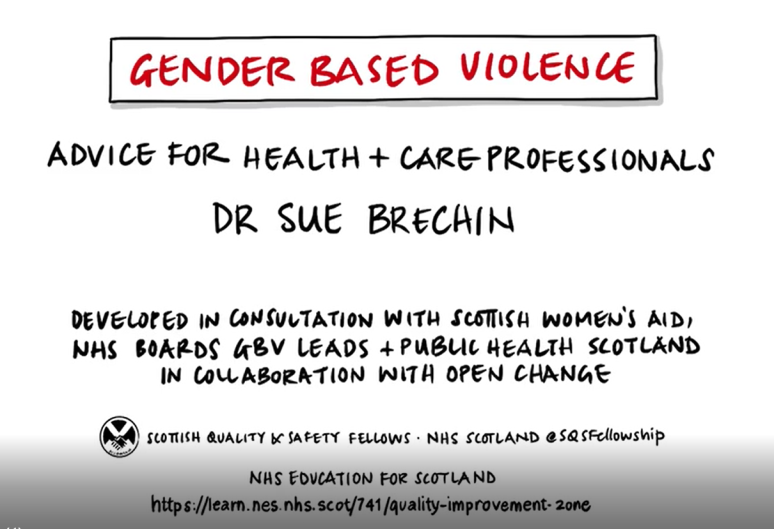 GENDER BASED VIOLENCE
ADVICE FOR HEALTH + CARE PROFESSIONALS
DR SUE BRECHIN
DEVELOPED IN CONSULTATION WITH SCOTTISH WOMEN'S AID,
NHS BOARDS GBV LEADS + PUBLIC HEALTH SCOTLAND
IN COLLABORATION WITH OPEN CHANGE
SCOTTISH QUALITY & SAFETY FELLOWS · NHS SCOTLAND @SQSFellowship
NHS EDUCATION FOR SCOTLAND
https://learn.nes.nhs.scot/741/quality-improvement-zone